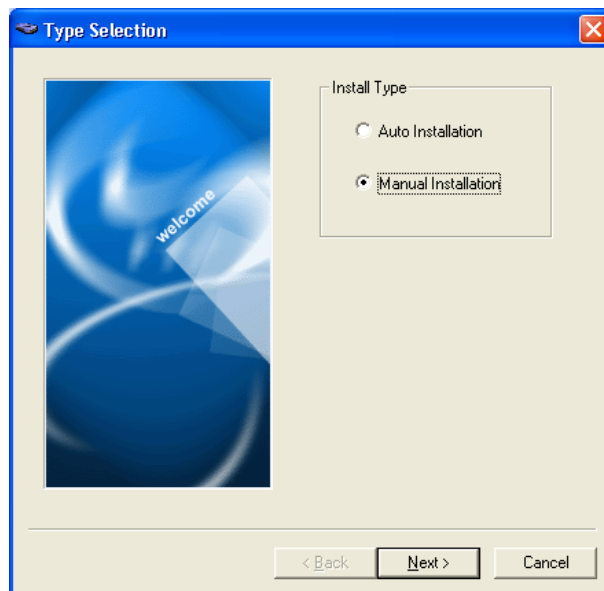 Type Selection
welcome
Install Type
Auto Installation
Manual Installation
< Back
Next >
Cancel